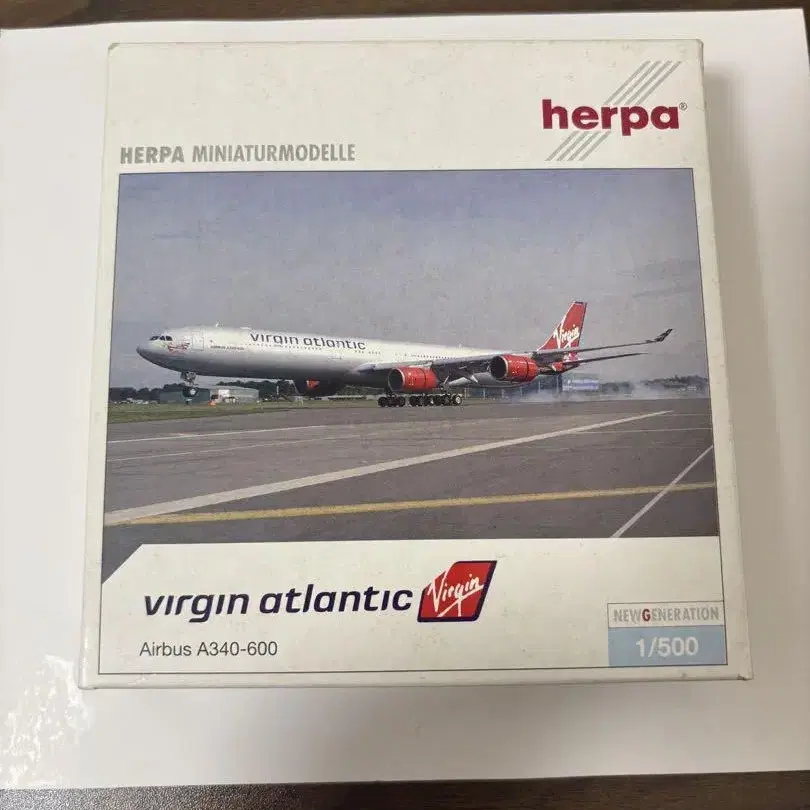 herpa®
HERPA MINIATURMODELLE
virgin atlantic
Virgin
virgin atlantic
Virgin
Airbus A340-600
NEWGENERATION
1/500